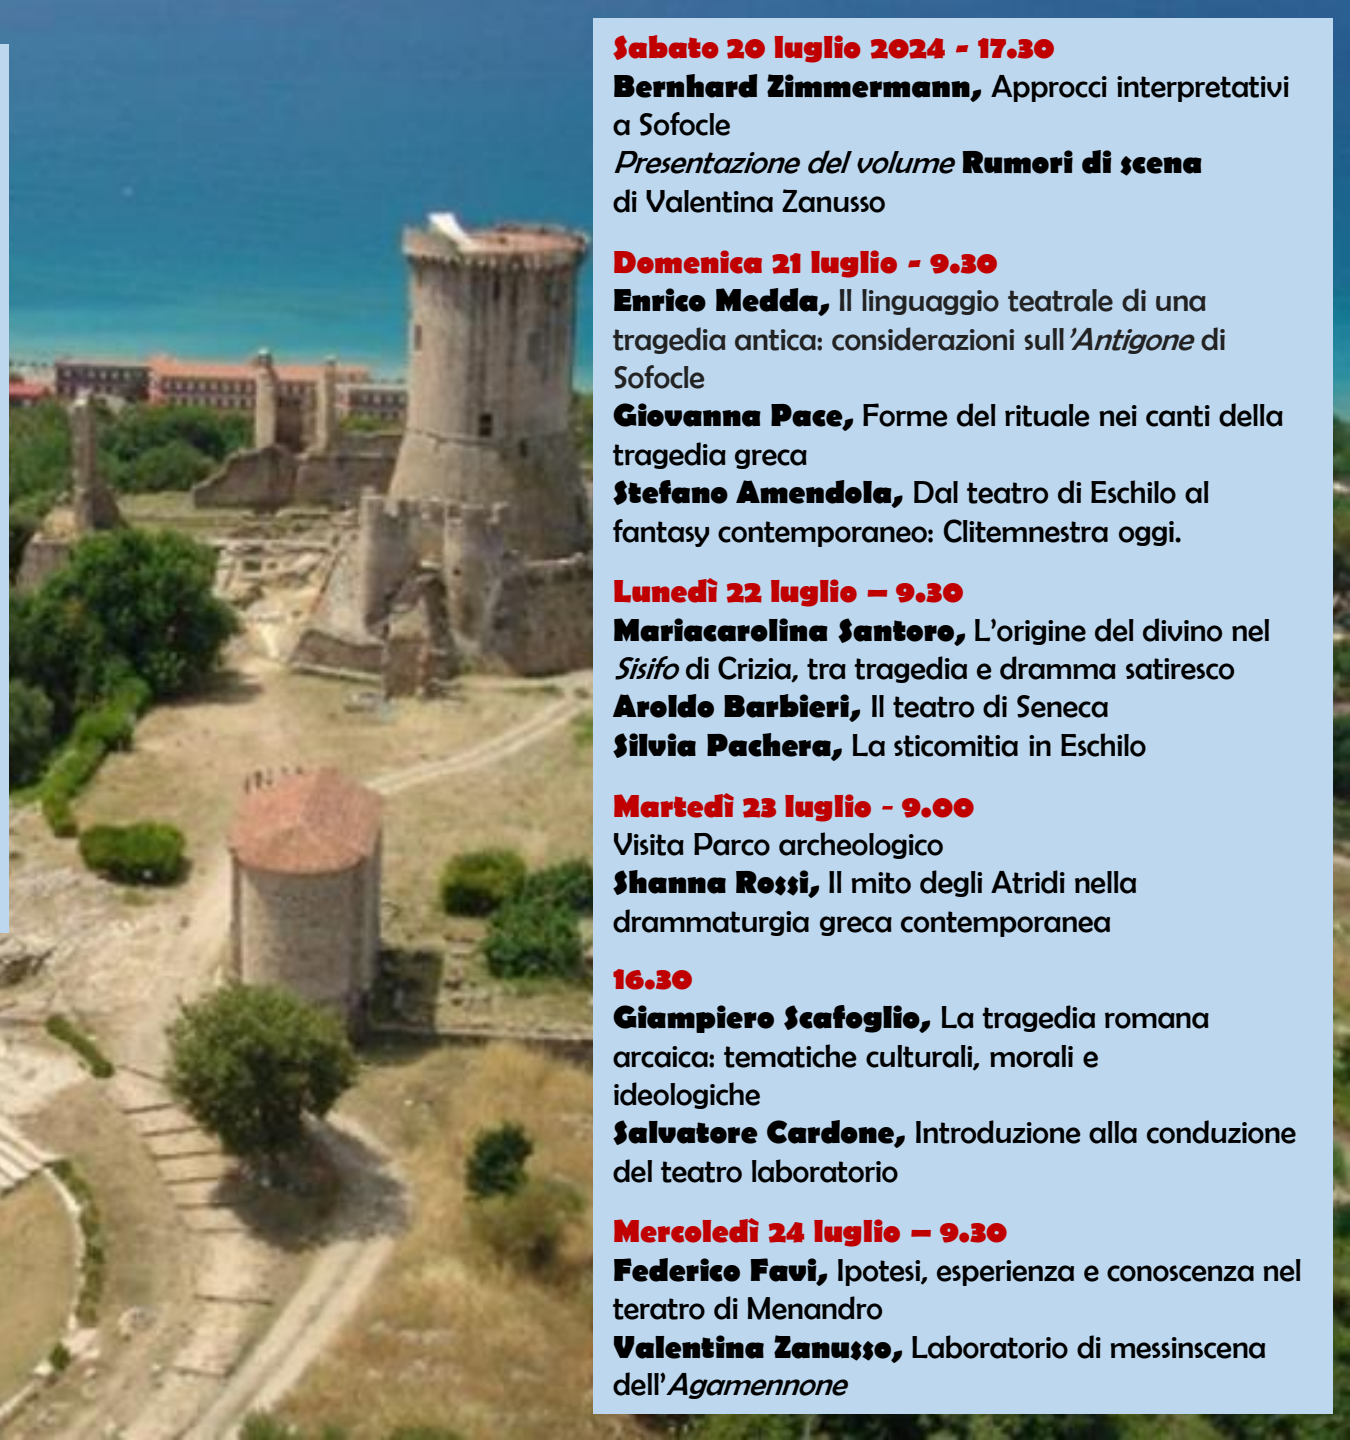 Sabato 20 luglio 2024 - 17.30
Bernhard Zimmermann, Approcci interpretativi
a Sofocle
Presentazione del volume Rumori di scena
di Valentina Zanusso
Domenica 21 luglio - 9.30
Enrico Medda, Il linguaggio teatrale di una
tragedia antica: considerazioni sull'Antigone di
Sofocle
Giovanna Pace, Forme del rituale nei canti della
tragedia greca
Stefano Amendola, Dal teatro di Eschilo al
fantasy contemporaneo: Clitemnestra oggi.
Lunedì 22 luglio – 9.30
Mariacarolina Santoro, L'origine del divino nel
Sisifo di Crizia, tra tragedia e dramma satiresco
Aroldo Barbieri, Il teatro di Seneca
Silvia Pachera, La sticomitia in Eschilo
Martedì 23 luglio - 9.00
Visita Parco archeologico
Shanna Rossi, Il mito degli Atridi nella
drammaturgia greca contemporanea
16.30
Giampiero Scafoglio, La tragedia romana
arcaica: tematiche culturali, morali e
ideologiche
Salvatore Cardone, Introduzione alla conduzione
del teatro laboratorio
Mercoledì 24 luglio – 9.30
Federico Favi, Ipotesi, esperienza e conoscenza nel
teratro di Menandro
Valentina Zanusso, Laboratorio di messinscena
dell'Agamennone